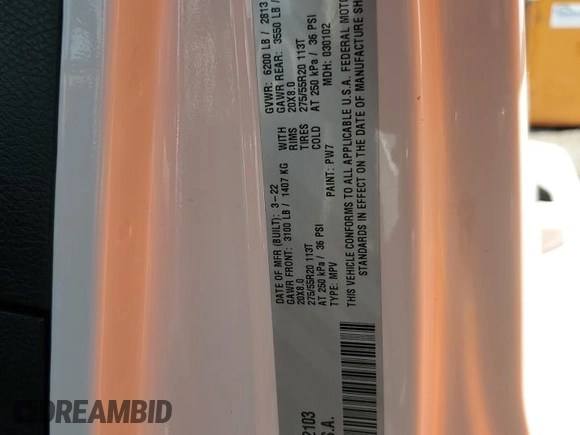 DATE OF MFR (BUILT): 3-22 GVWR: 6200 LB / 2813
GAWR FRONT: 3100 LB / 1407 KG GAWR REAR: 3550 LB /
20X8.0 WITH RIMS 20X8.0
275/55R20 113T TIRES 275/55R20 113T
AT 250 kPa / 36 PSI COLD AT 250 kPa / 36 PSI
TYPE: MPV PAINT: PW7 MDH: 030102
THIS VEHICLE CONFORMS TO ALL APPLICABLE U.S.A. FEDERAL MOTOR
STANDARDS IN EFFECT ON THE DATE OF MANUFACTURE SH
2103
S.A.
DREAMBID